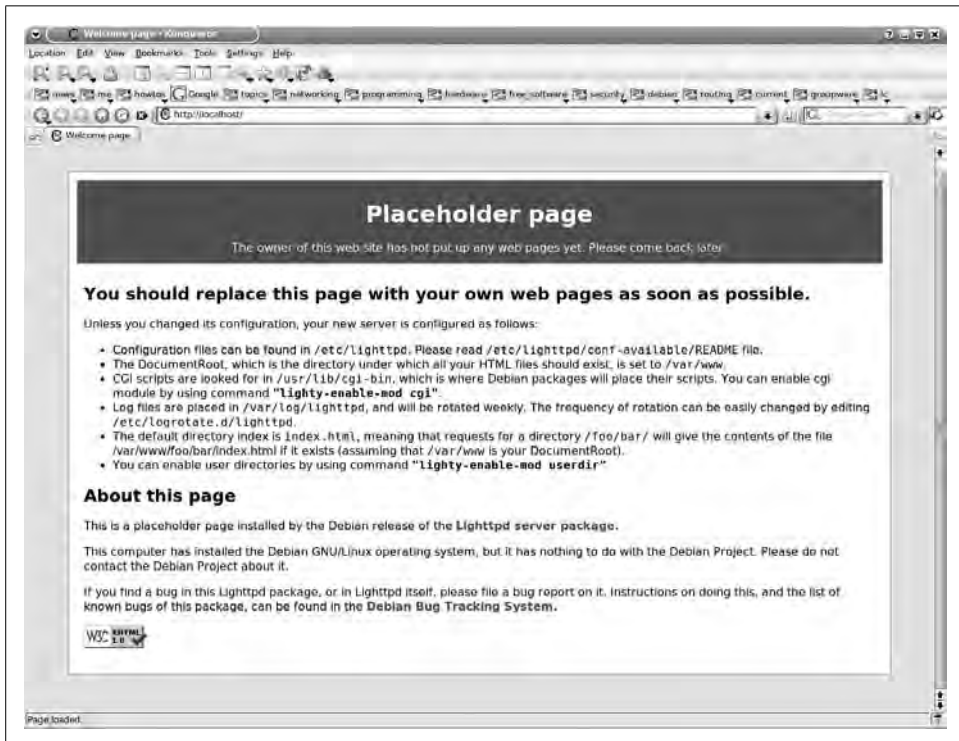 Welcome page - Konqueror
Location Edit View Bookmarks Tools Settings Help
news me howtos Google topics networking programming hardware free_software security debian routing current groupware lc
http://localhost/
Welcome page
Placeholder page
The owner of this web site has not put up any web pages yet. Please come back later.
You should replace this page with your own web pages as soon as possible.
Unless you changed its configuration, your new server is configured as follows:
• Configuration files can be found in /etc/lighttpd. Please read /etc/lighttpd/conf-available/README file.
• The DocumentRoot, which is the directory under which all your HTML files should exist, is set to /var/www.
• CGI scripts are looked for in /usr/lib/cgi-bin, which is where Debian packages will place their scripts. You can enable cgi
module by using command "lighty-enable-mod cgi".
• Log files are placed in /var/log/lighttpd, and will be rotated weekly. The frequency of rotation can be easily changed by editing
/etc/logrotate.d/lighttpd.
• The default directory index is index.html, meaning that requests for a directory /foo/bar/ will give the contents of the file
/var/www/foo/bar/index.html if it exists (assuming that /var/www is your DocumentRoot).
• You can enable user directories by using command "lighty-enable-mod userdir"
About this page
This is a placeholder page installed by the Debian release of the Lighttpd server package.
This computer has installed the Debian GNU/Linux operating system, but it has nothing to do with the Debian Project. Please do not
contact the Debian Project about it.
If you find a bug in this Lighttpd package, or in Lighttpd itself, please file a bug report on it. Instructions on doing this, and the list of
known bugs of this package, can be found in the Debian Bug Tracking System.
W3C XHTML 1.0
Page loaded.